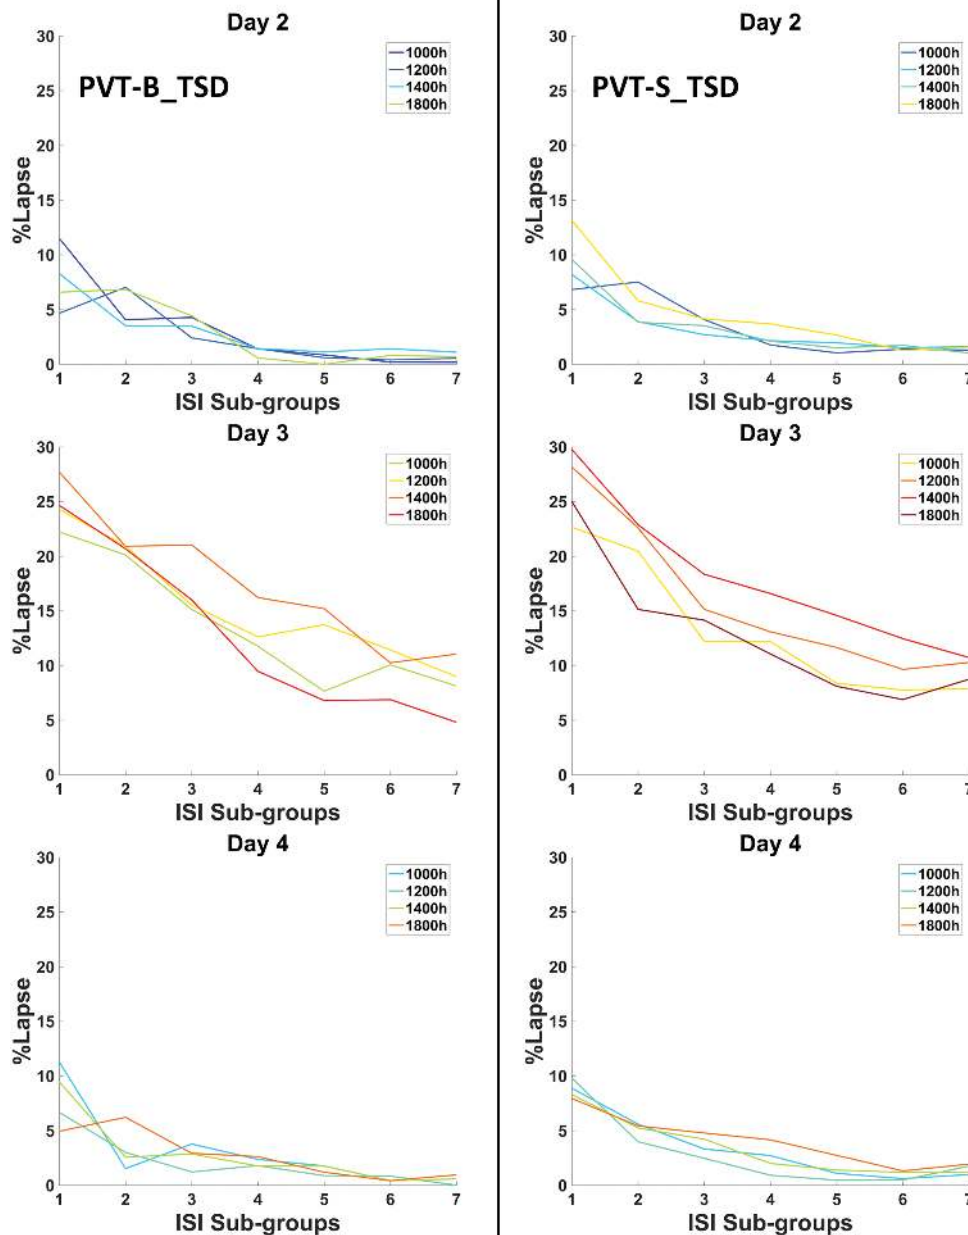 Day 2
30
25
20
15
10
5
0
%Lapse
PVT-B_TSD
1000h
1200h
1400h
1800h
1 2 3 4 5 6 7
ISI Sub-groups
Day 2
30
25
20
15
10
5
0
%Lapse
PVT-S_TSD
1000h
1200h
1400h
1800h
1 2 3 4 5 6 7
ISI Sub-groups
Day 3
30
25
20
15
10
5
0
%Lapse
1000h
1200h
1400h
1800h
1 2 3 4 5 6 7
ISI Sub-groups
Day 3
30
25
20
15
10
5
0
%Lapse
1000h
1200h
1400h
1800h
1 2 3 4 5 6 7
ISI Sub-groups
Day 4
30
25
20
15
10
5
0
%Lapse
1000h
1200h
1400h
1800h
1 2 3 4 5 6 7
ISI Sub-groups
Day 4
30
25
20
15
10
5
0
%Lapse
1000h
1200h
1400h
1800h
1 2 3 4 5 6 7
ISI Sub-groups